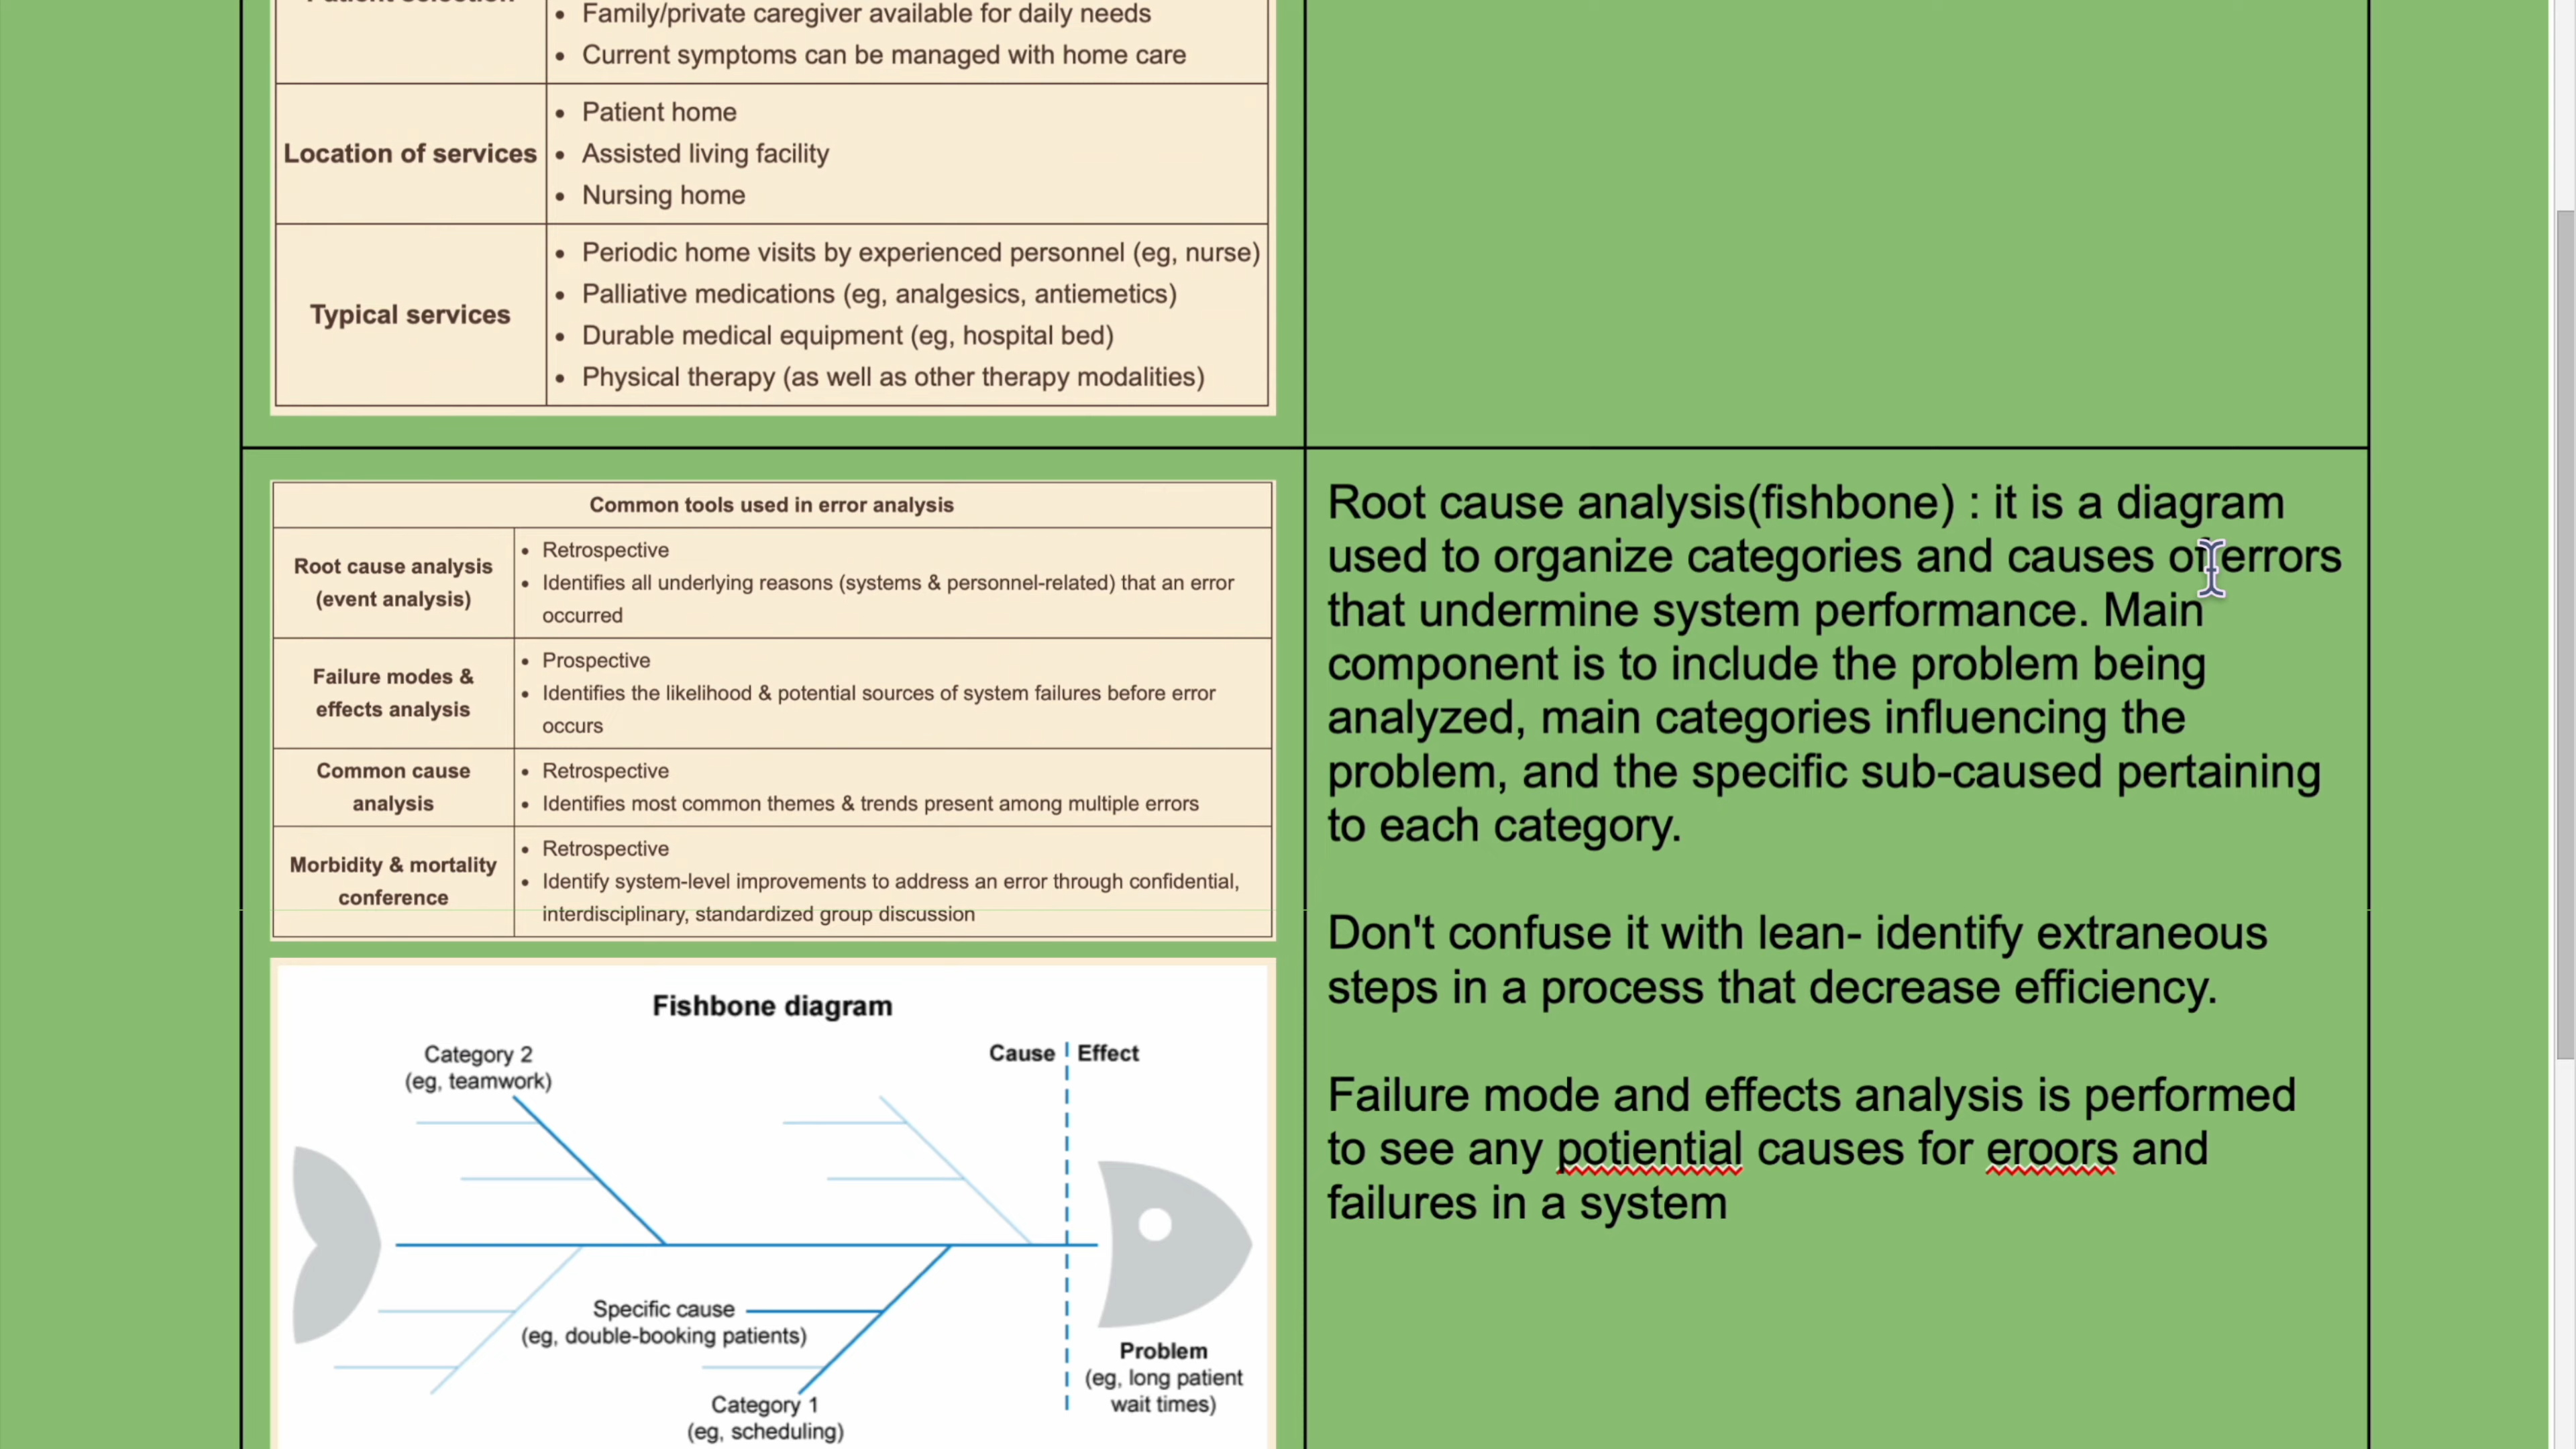 Family/private caregiver available for daily needs
Current symptoms can be managed with home care
Location of services
Patient home
Assisted living facility
Nursing home
Typical services
Periodic home visits by experienced personnel (eg, nurse)
Palliative medications (eg, analgesics, antiemetics)
Durable medical equipment (eg, hospital bed)
Physical therapy (as well as other therapy modalities)
Common tools used in error analysis
Root cause analysis
(event analysis)
Retrospective
Identifies all underlying reasons (systems & personnel-related) that an error
occurred
Failure modes &
effects analysis
Prospective
Identifies the likelihood & potential sources of system failures before error
occurs
Common cause
analysis
Retrospective
Identifies most common themes & trends present among multiple errors
Morbidity & mortality
conference
Retrospective
Identify system-level improvements to address an error through confidential,
interdisciplinary, standardized group discussion
Fishbone diagram
Category 2
(eg, teamwork)
Cause
Effect
Specific cause
(eg, double-booking patients)
Category 1
(eg, scheduling)
Problem
(eg, long patient
wait times)
Root cause analysis(fishbone) : it is a diagram
used to organize categories and causes of errors
that undermine system performance. Main
component is to include the problem being
analyzed, main categories influencing the
problem, and the specific sub-caused pertaining
to each category.
Don't confuse it with lean- identify extraneous
steps in a process that decrease efficiency.
Failure mode and effects analysis is performed
to see any potiential causes for eroors and
failures in a system